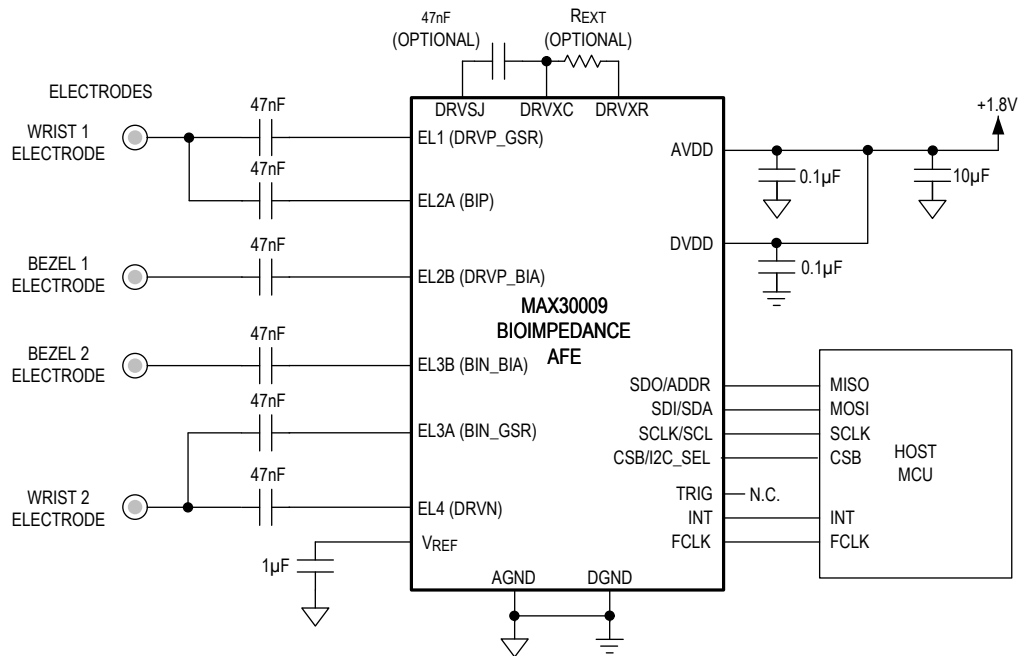 47nF
(OPTIONAL)
REXT
(OPTIONAL)
ELECTRODES
DRVSJ
DRVXC
DRVXR
+1.8V
WRIST 1
ELECTRODE
47nF
EL1 (DRVP_GSR)
AVDD
0.1µF
10µF
47nF
EL2A (BIP)
DVDD
0.1µF
BEZEL 1
ELECTRODE
47nF
EL2B (DRVP_BIA)
MAX30009
BIOIMPEDANCE
AFE
BEZEL 2
ELECTRODE
47nF
EL3B (BIN_BIA)
SDO/ADDR
MISO
SDI/SDA
MOSI
47nF
EL3A (BIN_GSR)
SCLK/SCL
SCLK
CSB/I2C_SEL
CSB
HOST
MCU
WRIST 2
ELECTRODE
47nF
EL4 (DRVN)
TRIG
N.C.
INT
INT
FCLK
FCLK
VREF
1µF
AGND
DGND